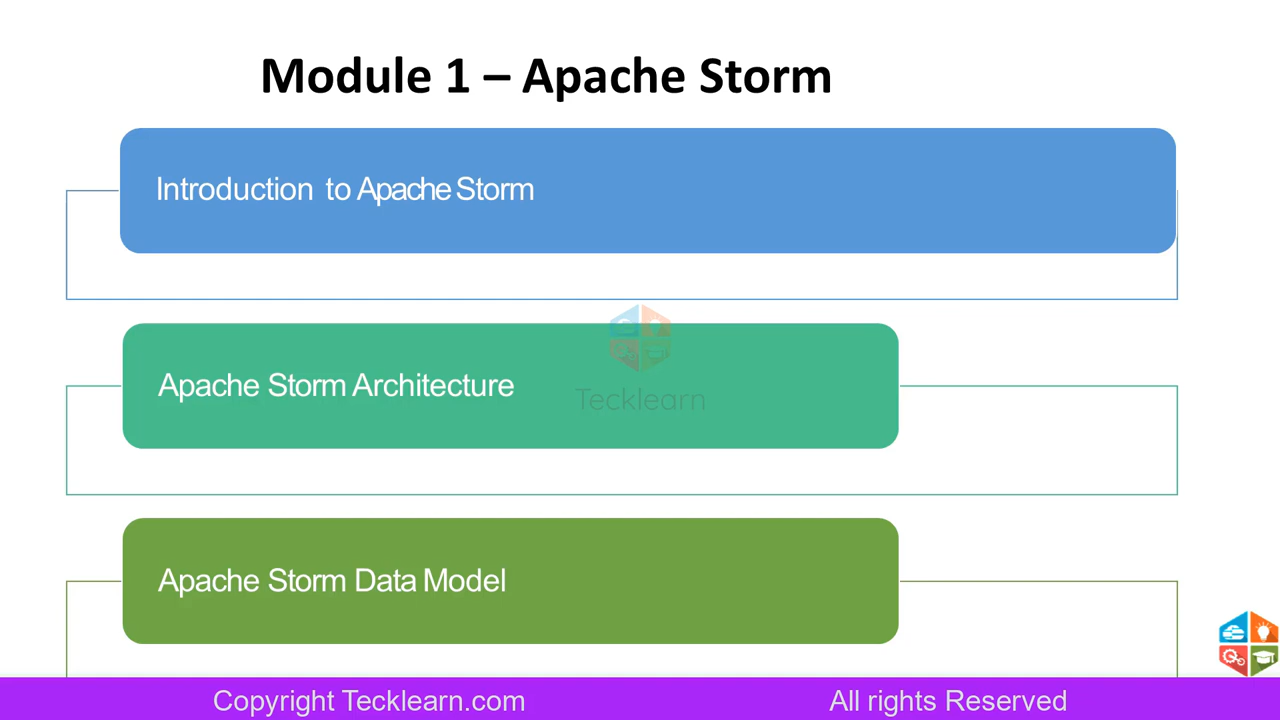 Module 1 – Apache Storm
Introduction to Apache Storm
Apache Storm Architecture
Tecklearn
Apache Storm Data Model
Copyright Tecklearn.com
All rights Reserved